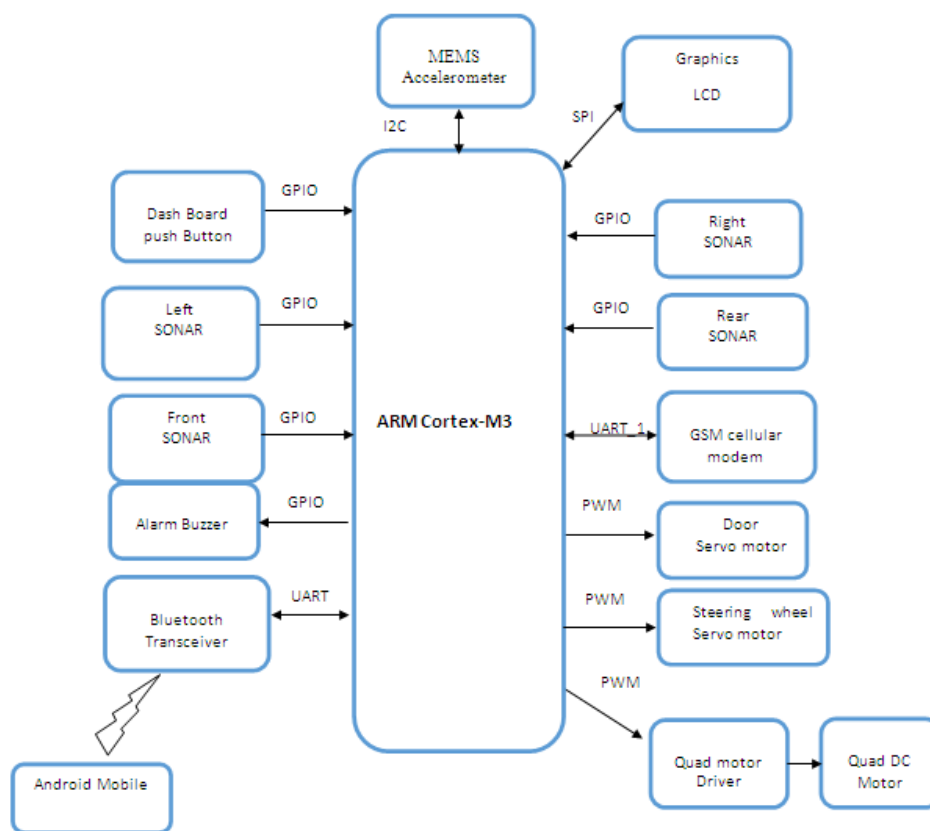 MEMS
Accelerometer
Graphics
LCD
I2C
SPI
GPIO
Dash Board
push Button
GPIO
Right
SONAR
GPIO
Left
SONAR
GPIO
Rear
SONAR
GPIO
Front
SONAR
ARM Cortex-M3
UART_1
GSM cellular
modem
GPIO
Alarm Buzzer
PWM
Door
Servo motor
UART
Bluetooth
Transceiver
PWM
Steering wheel
Servo motor
PWM
Android Mobile
Quad motor
Driver
Quad DC
Motor